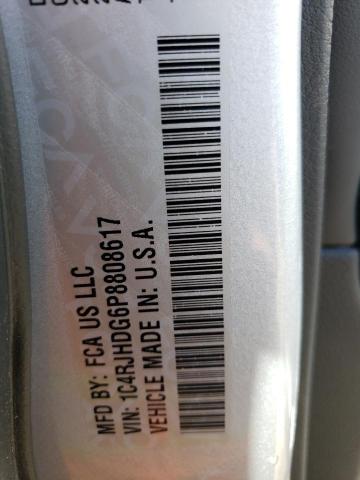 MFD BY: FCA US LLC
VIN: 1C4RJHDG6P8808617
VEHICLE MADE IN: U.S.A.